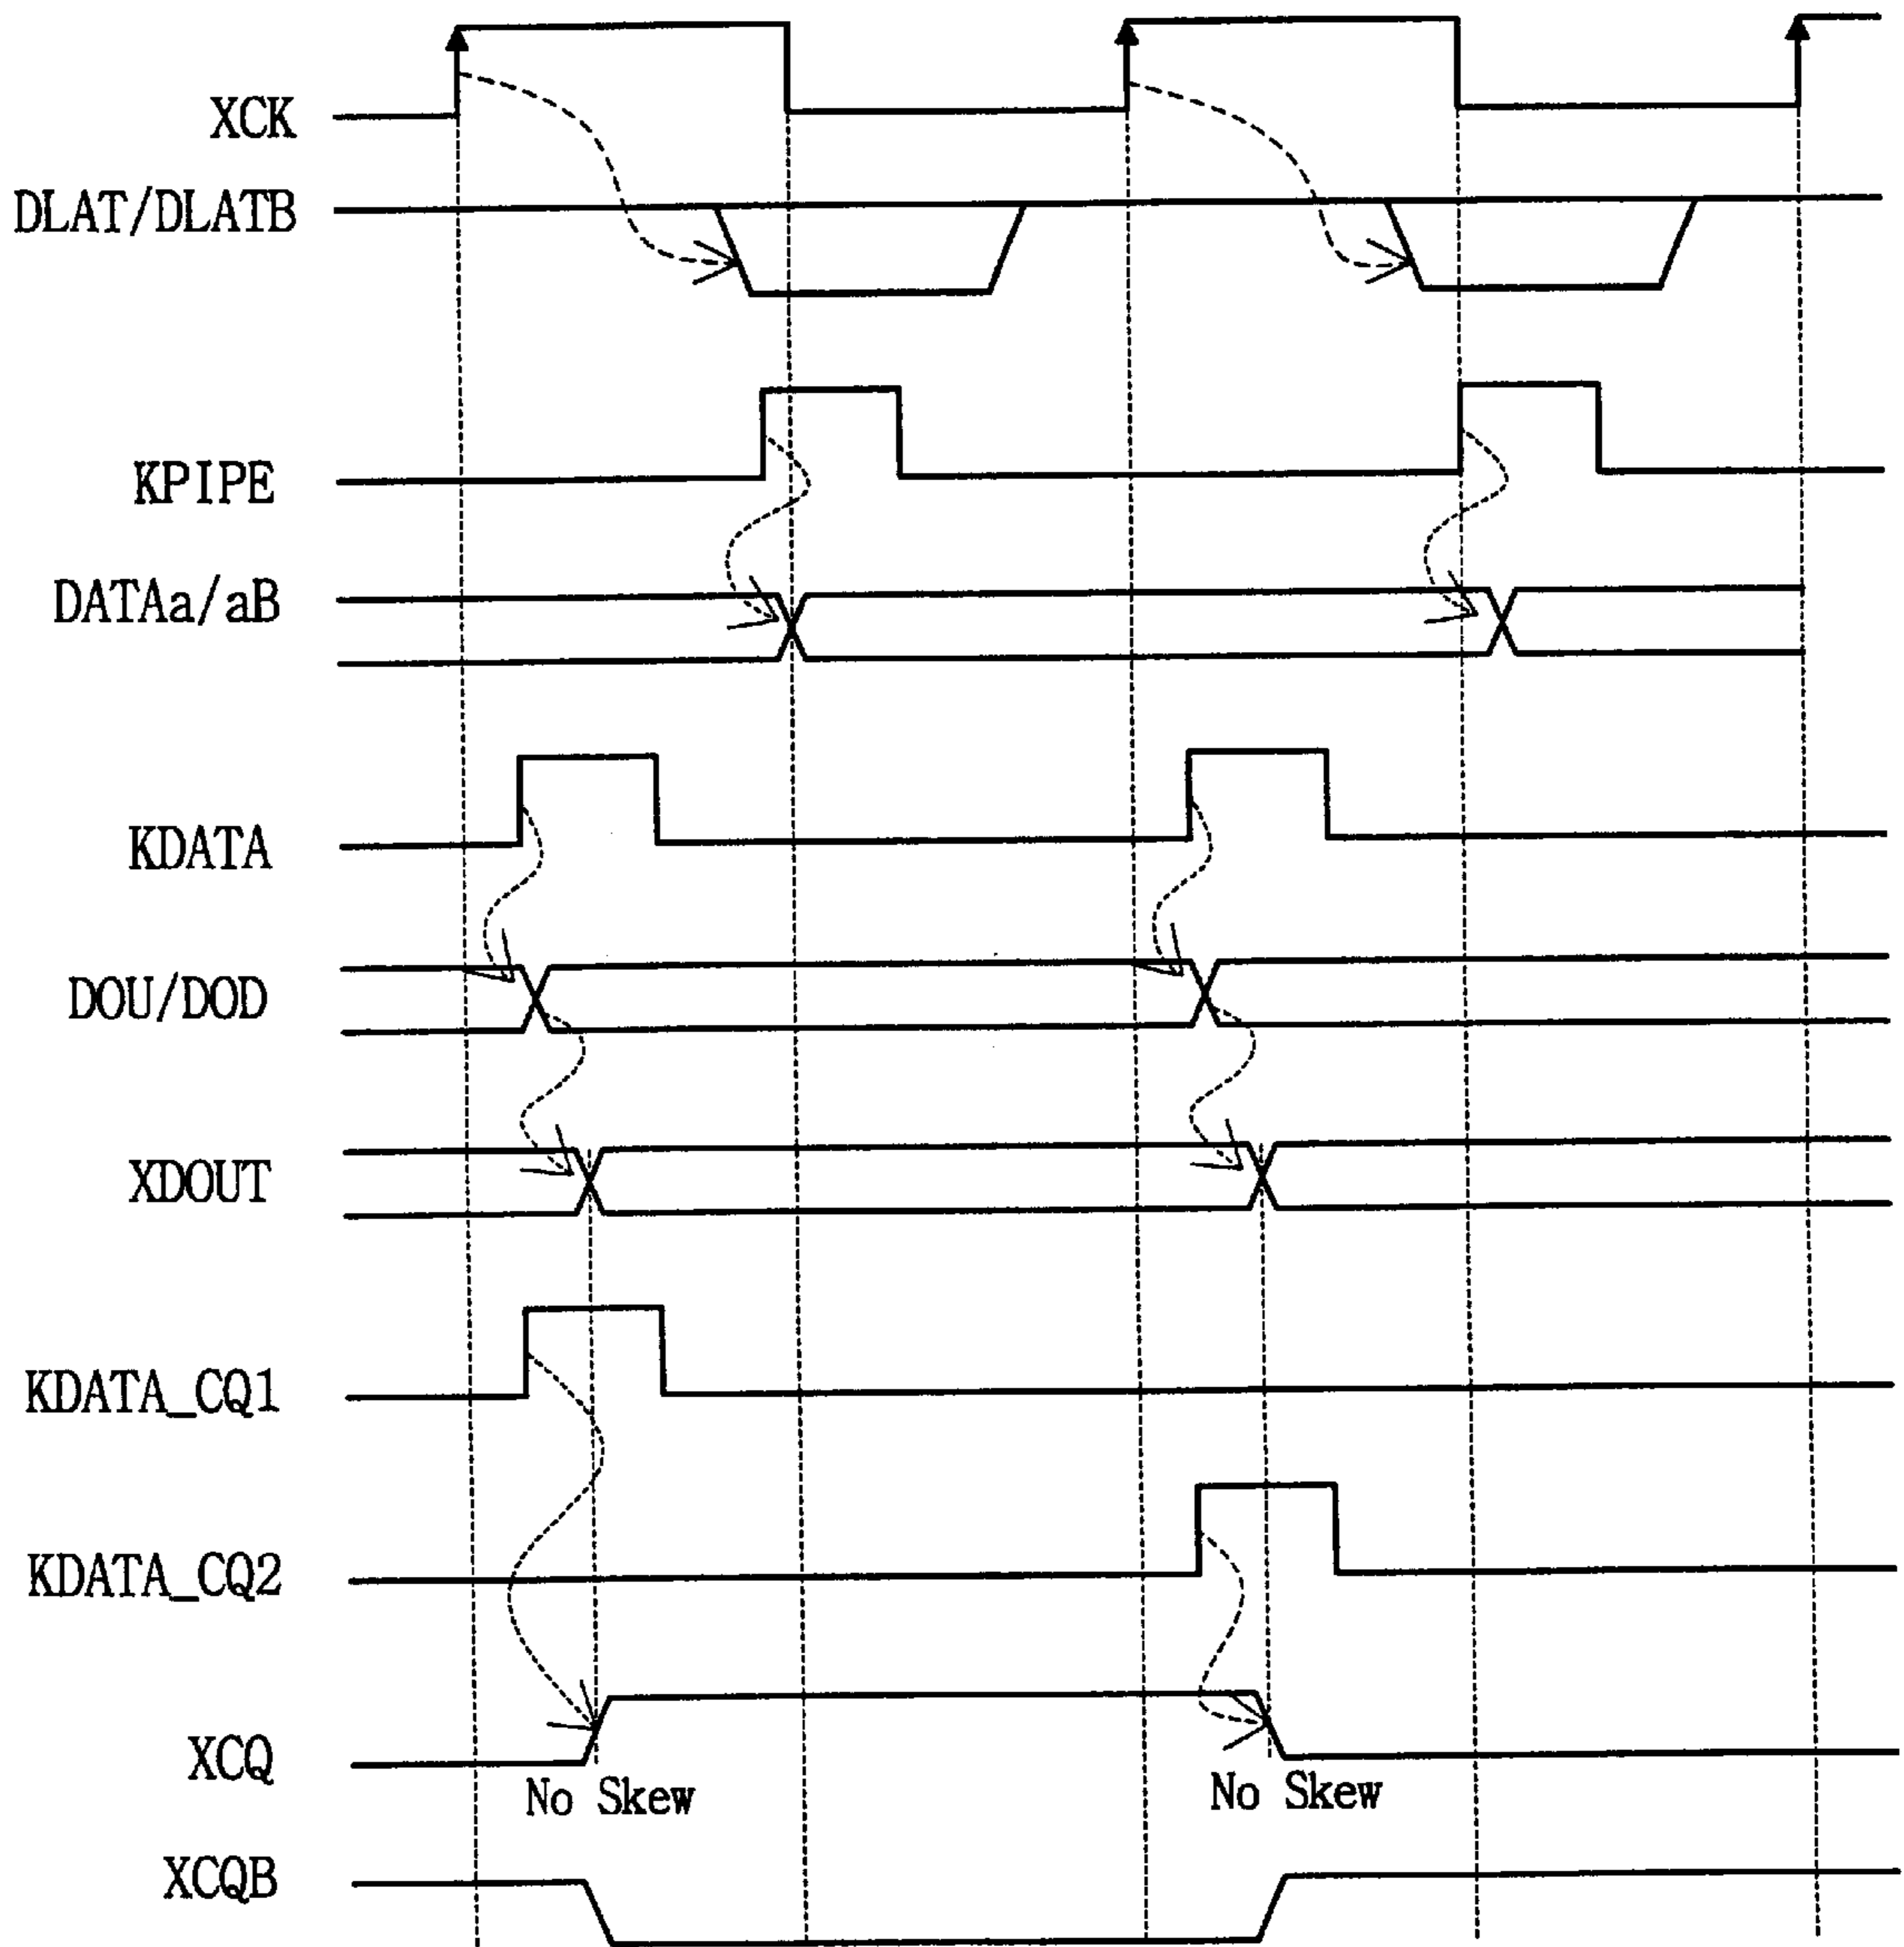 XCK
DLAT/DLATB
KPIPE
DATAa/aB
KDATA
DOU/DOD
XDOUT
KDATA_CQ1
KDATA_CQ2
XCQ
No Skew
No Skew
XCQB